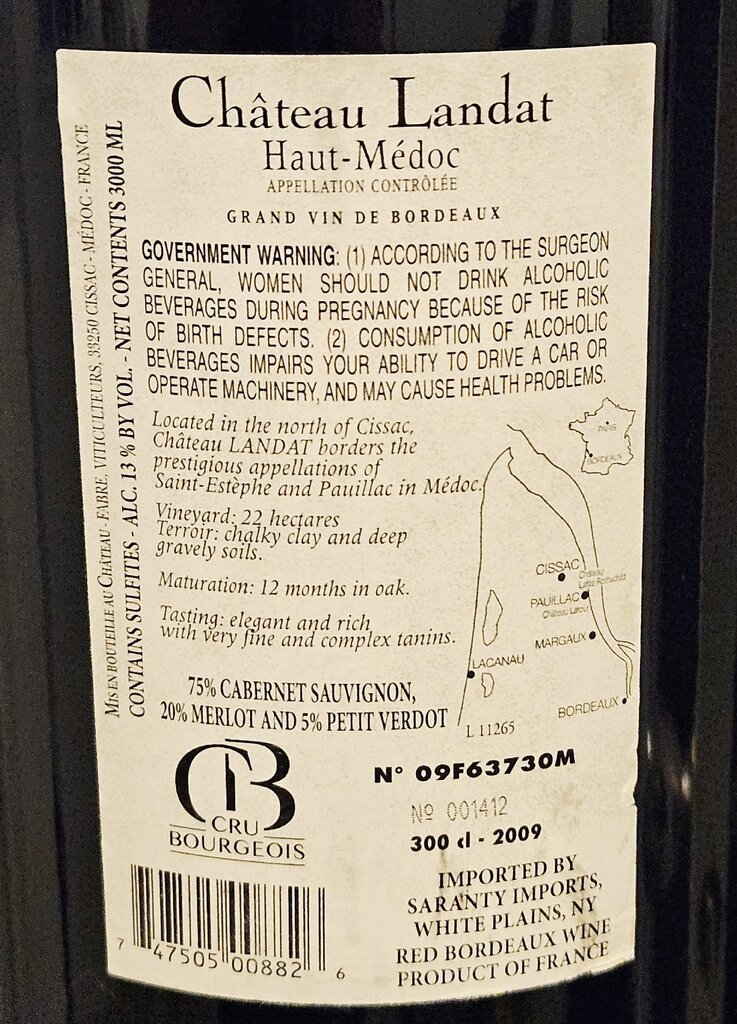 Château Landat
Haut-Médoc
APPELLATION CONTRÔLÉE
GRAND VIN DE BORDEAUX
GOVERNMENT WARNING: (1) ACCORDING TO THE SURGEON
GENERAL, WOMEN SHOULD NOT DRINK ALCOHOLIC
BEVERAGES DURING PREGNANCY BECAUSE OF THE RISK
OF BIRTH DEFECTS. (2) CONSUMPTION OF ALCOHOLIC
BEVERAGES IMPAIRS YOUR ABILITY TO DRIVE A CAR OR
OPERATE MACHINERY, AND MAY CAUSE HEALTH PROBLEMS.
MIS EN BOUTEILLE AU CHÂTEAU - FABRE, VITICULTEURS, 33250 CISSAC - MÉDOC - FRANCE
CONTAINS SULFITES - ALC. 13 % BY VOL. - NET CONTENTS 3000 ML
Located in the north of Cissac,
Château LANDAT borders the
prestigious appellations of
Saint-Estèphe and Pauillac in Médoc.
Vineyard: 22 hectares
Terroir: chalky clay and deep
gravely soils.
Maturation: 12 months in oak.
Tasting: elegant and rich
with very fine and complex tanins.
PARIS
BORDEAUX
CISSAC
Château
Lafite Rothschild
PAUILLAC
Château Latour
MARGAUX
LACANAU
BORDEAUX
75% CABERNET SAUVIGNON,
20% MERLOT AND 5% PETIT VERDOT
L 11265
CB
CRU
BOURGEOIS
N° 09F63730M
Nº 001412
300 cl - 2009
IMPORTED BY
SARANTY IMPORTS,
WHITE PLAINS, NY
RED BORDEAUX WINE
PRODUCT OF FRANCE
7 47505 00882 6